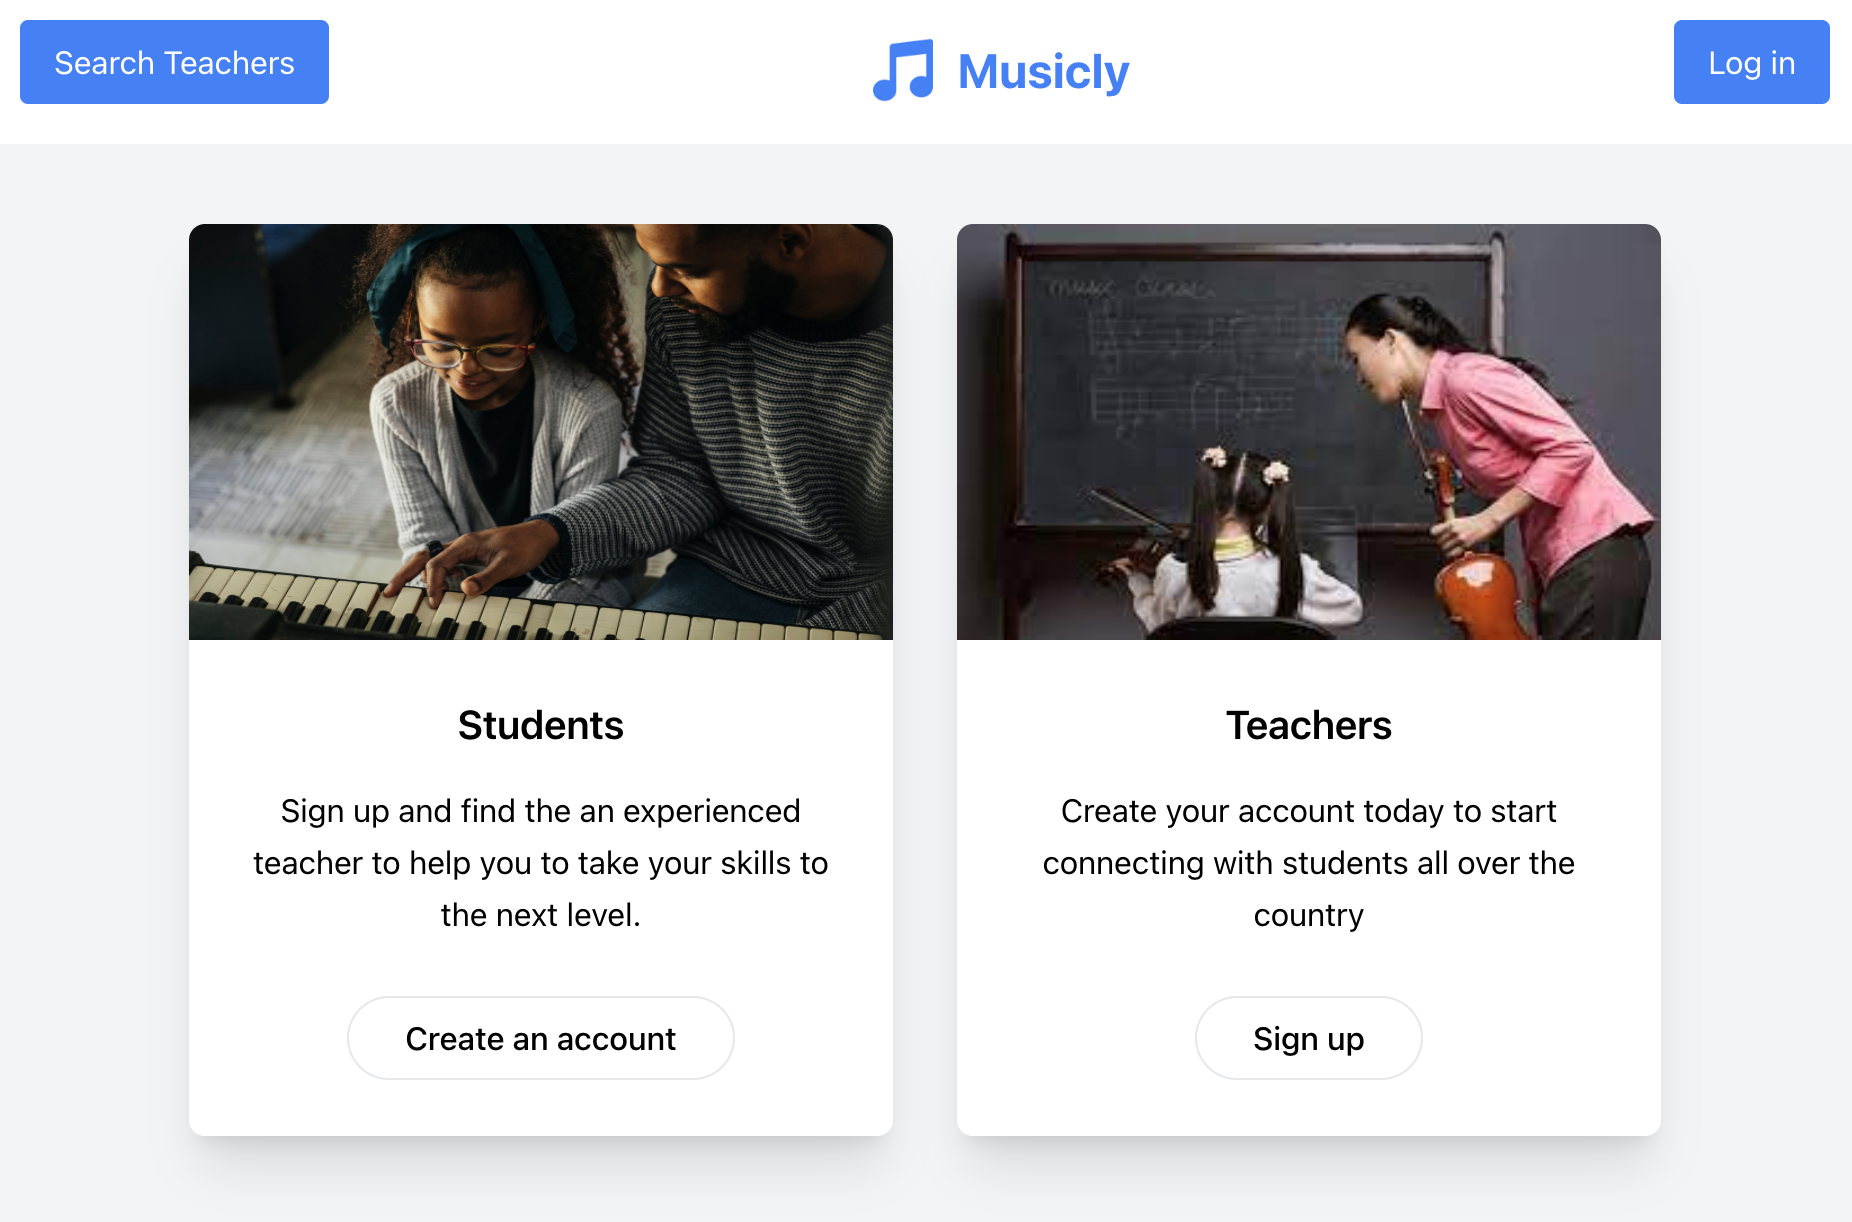 Search Teachers
Musicly
Log in
music
Students
Sign up and find the an experienced
teacher to help you to take your skills to
the next level.
Create an account
Teachers
Create your account today to start
connecting with students all over the
country
Sign up